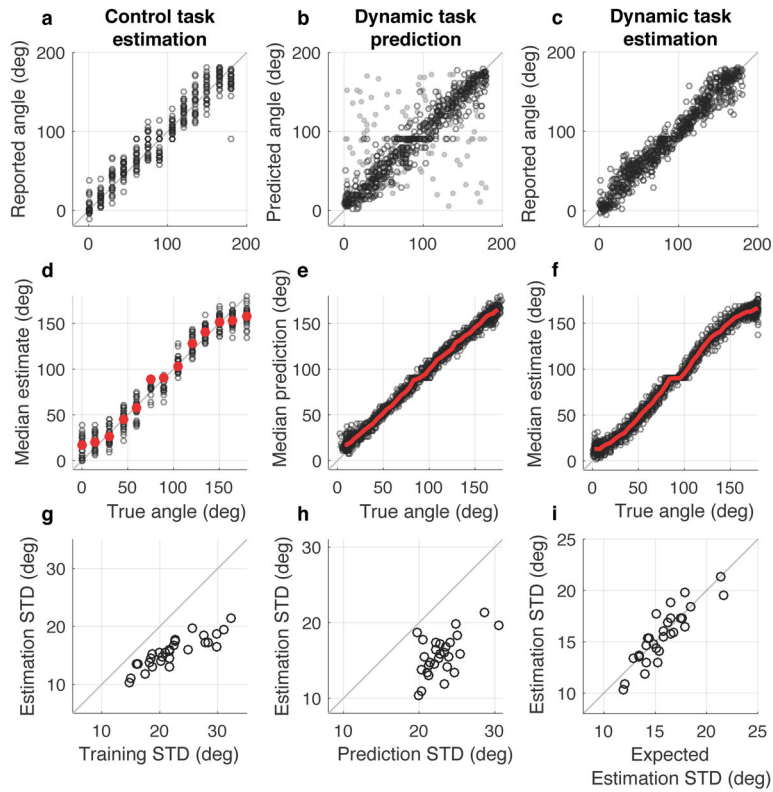 a
Control task
estimation
b
Dynamic task
prediction
c
Dynamic task
estimation
Reported angle (deg)
200
100
0
0 100 200
Predicted angle (deg)
200
100
0
0 100 200
Reported angle (deg)
200
100
0
0 100 200
d
Median estimate (deg)
150
100
50
0
0 50 100 150
True angle (deg)
e
Median prediction (deg)
150
100
50
0
0 50 100 150
True angle (deg)
f
Median estimate (deg)
150
100
50
0
0 50 100 150
True angle (deg)
g
Estimation STD (deg)
30
20
10
10 20 30
Training STD (deg)
h
Estimation STD (deg)
30
20
10
10 20 30
Prediction STD (deg)
i
Estimation STD (deg)
25
20
15
10
10 15 20 25
Expected
Estimation STD (deg)